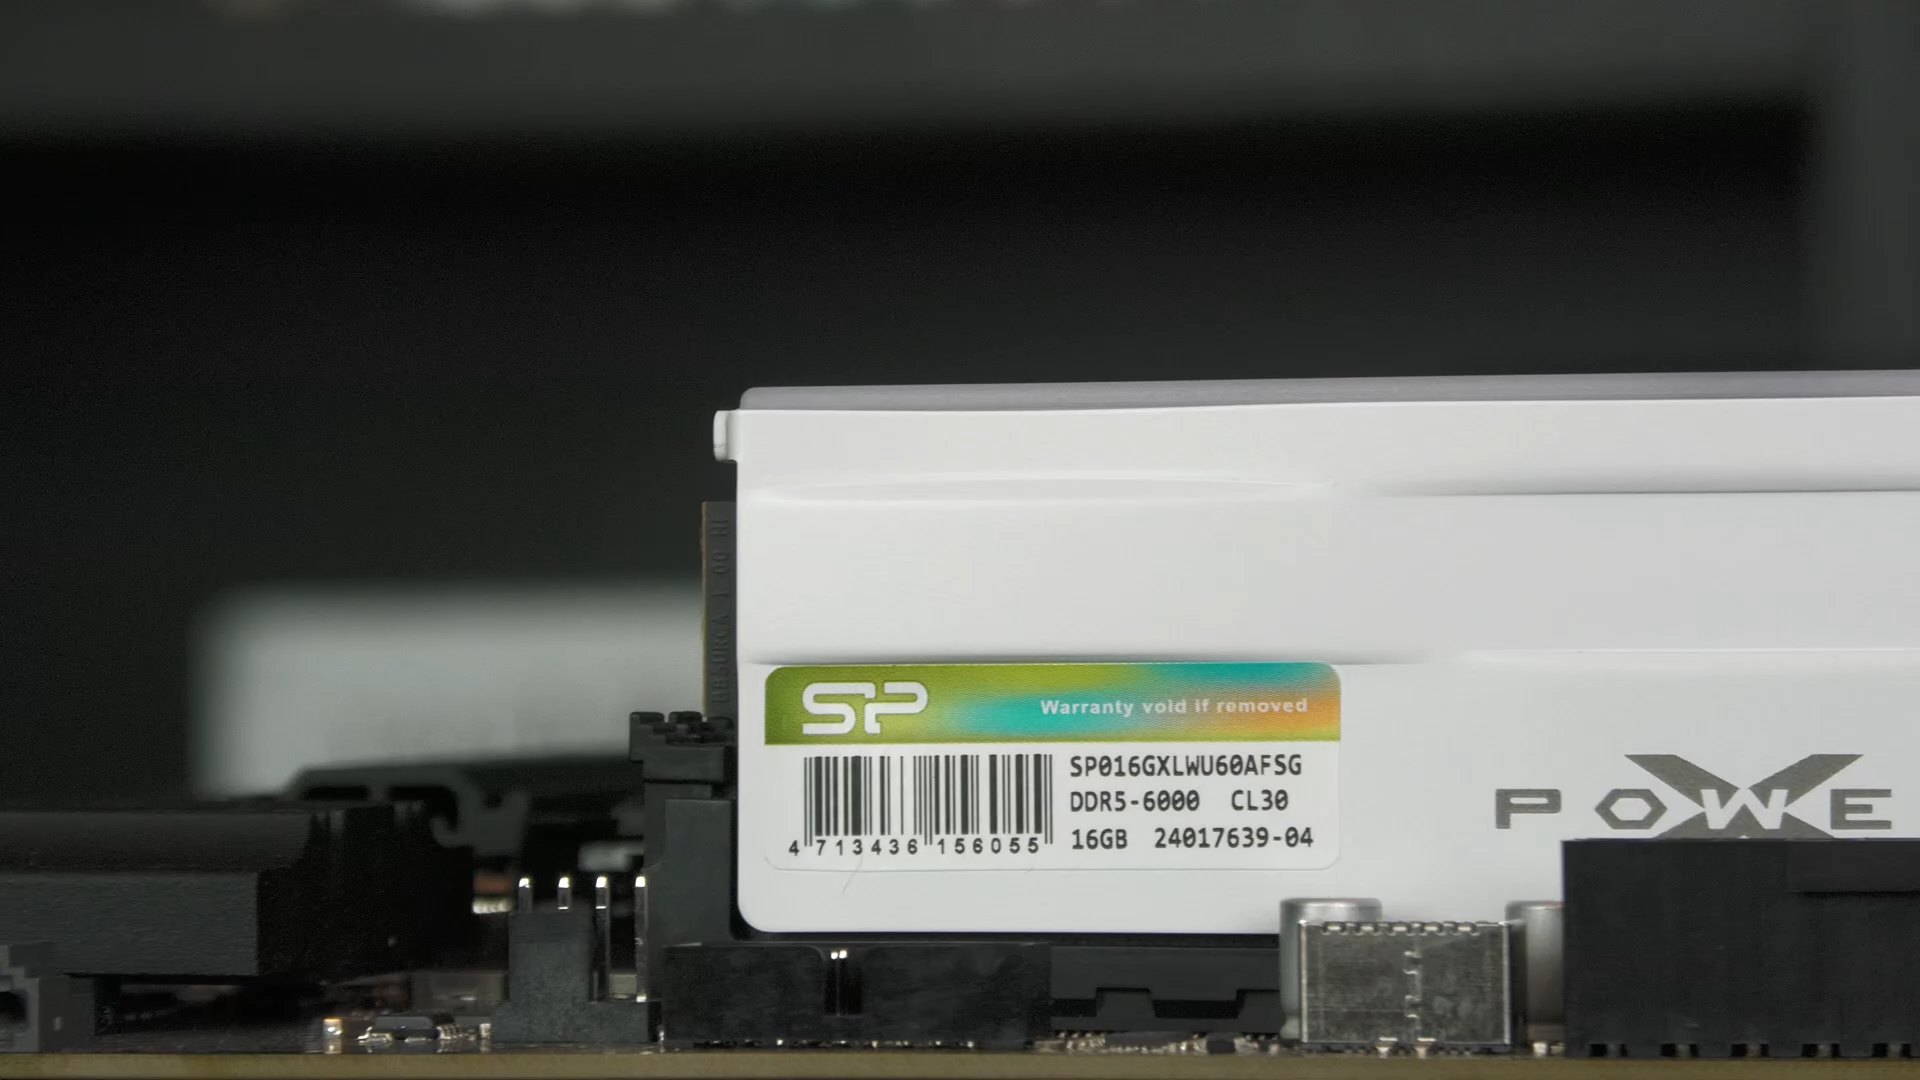 SP
Warranty void if removed
SP016GXLWU60AFSG
DDR5-6000 CL30
16GB 24017639-04
4 713436 156055
POWE